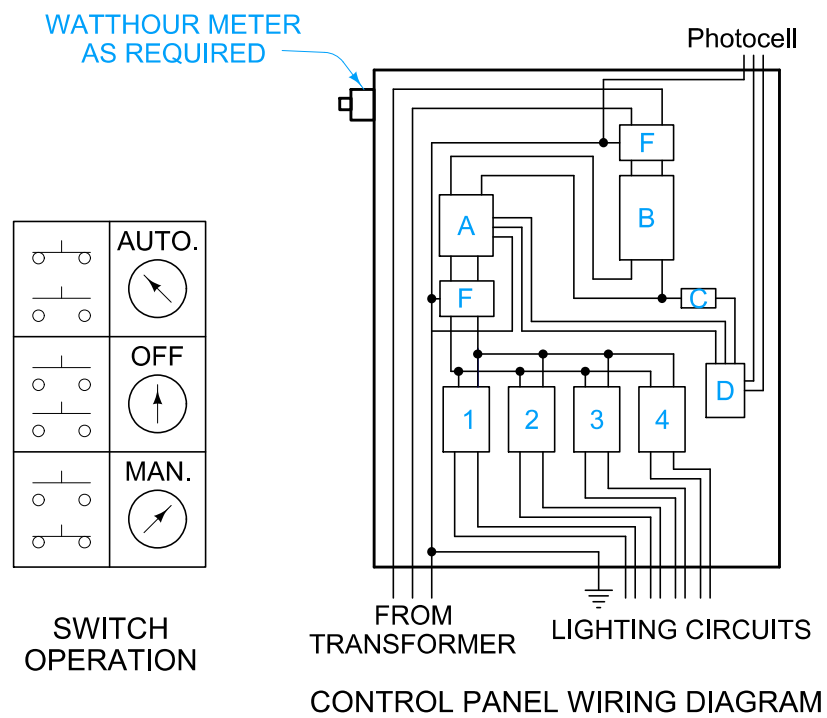 WATTHOUR METER
AS REQUIRED
Photocell
F
A
B
F
C
D
1 2 3 4
AUTO.
OFF
MAN.
FROM
TRANSFORMER
LIGHTING CIRCUITS
SWITCH
OPERATION
CONTROL PANEL WIRING DIAGRAM